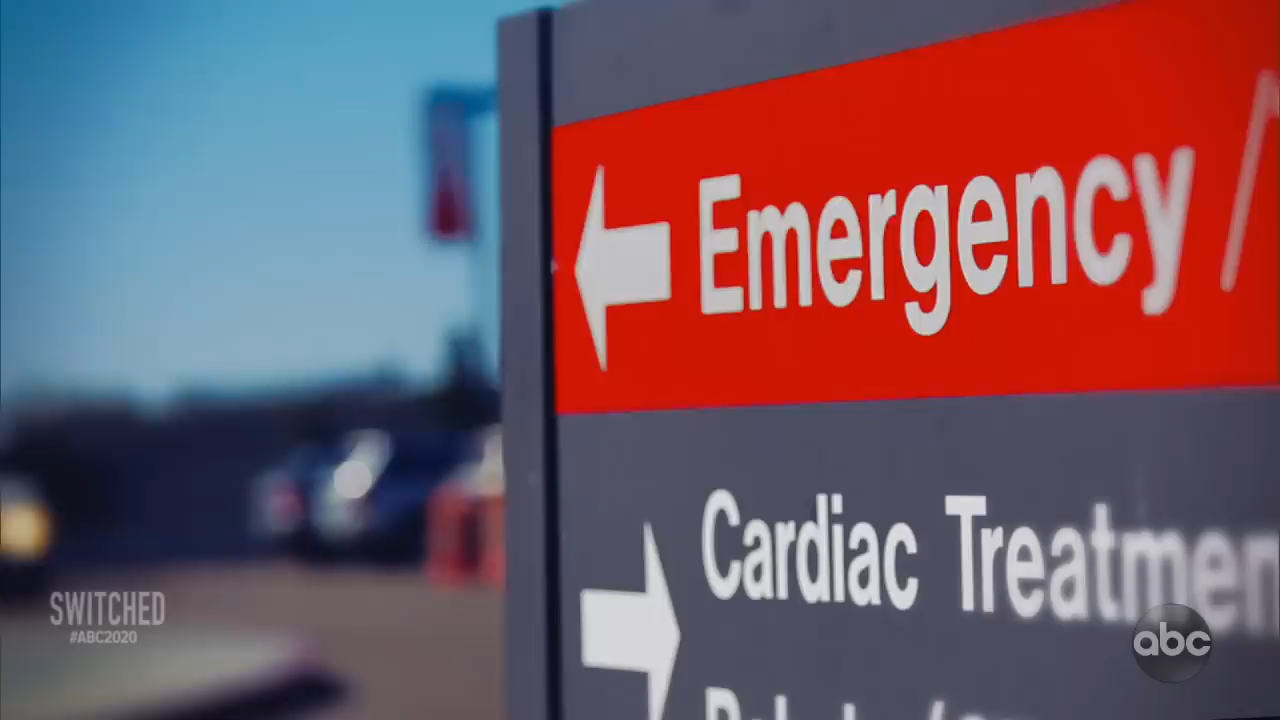 Emergency /
Cardiac Treatmen
SWITCHED
#ABC2020
abc